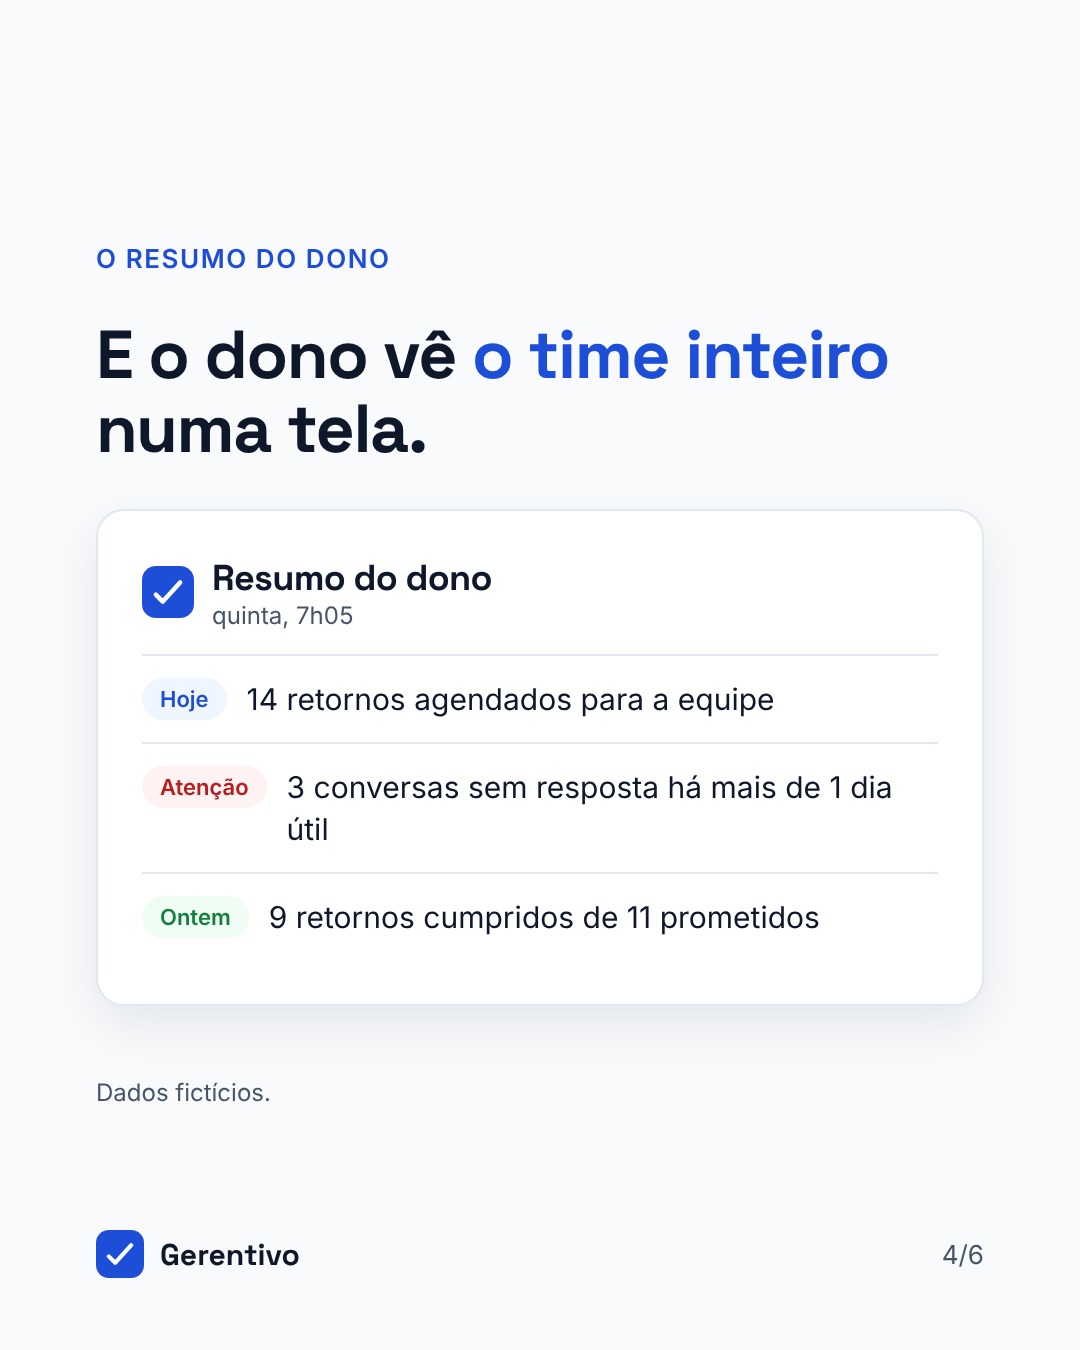 O RESUMO DO DONO
E o dono vê o time inteiro
numa tela.
Resumo do dono
quinta, 7h05
Hoje 14 retornos agendados para a equipe
Atenção 3 conversas sem resposta há mais de 1 dia
útil
Ontem 9 retornos cumpridos de 11 prometidos
Dados fictícios.
Gerentivo 4/6